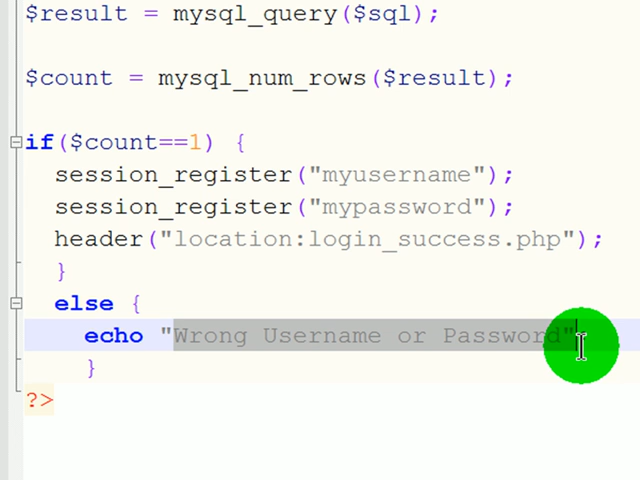 $result = mysql_query($sql);
$count = mysql_num_rows($result);
if($count==1) {
session_register("myusername");
session_register("mypassword");
header("location:login_success.php");
}
else {
echo "Wrong Username or Password"
}
?>